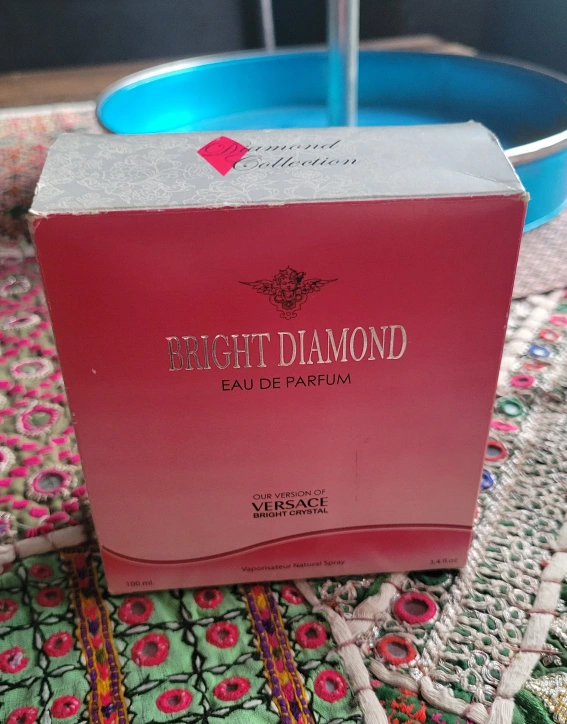 Diamond
Collection
BRIGHT DIAMOND
EAU DE PARFUM
OUR VERSION OF
VERSACE
BRIGHT CRYSTAL
Vaporisateur Natural Spray
100 mL
3.4 fl.oz